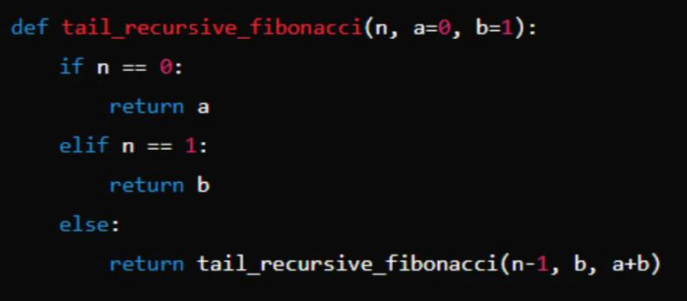 def tail_recursive_fibonacci(n, a=0, b=1):
    if n == 0:
        return a
    elif n == 1:
        return b
    else:
        return tail_recursive_fibonacci(n-1, b, a+b)